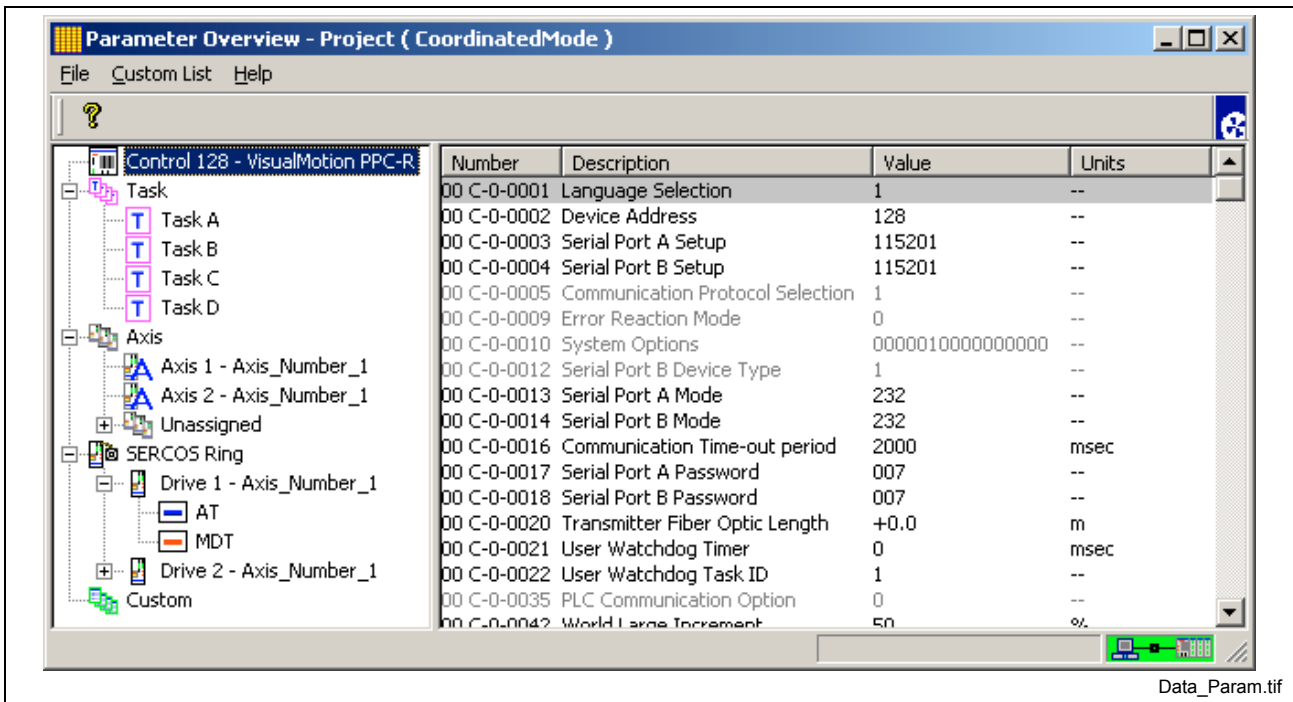 Parameter Overview - Project ( CoordinatedMode )
File Custom List Help
Control 128 - VisualMotion PPC-R
Task
T Task A
T Task B
T Task C
T Task D
Axis
Axis 1 - Axis_Number_1
Axis 2 - Axis_Number_1
Unassigned
SERCOS Ring
Drive 1 - Axis_Number_1
AT
MDT
Drive 2 - Axis_Number_1
Custom
Number Description Value Units
00 C-0-0001 Language Selection 1 --
00 C-0-0002 Device Address 128 --
00 C-0-0003 Serial Port A Setup 115201 --
00 C-0-0004 Serial Port B Setup 115201 --
00 C-0-0005 Communication Protocol Selection 1 --
00 C-0-0009 Error Reaction Mode 0 --
00 C-0-0010 System Options 0000010000000000 --
00 C-0-0012 Serial Port B Device Type 1 --
00 C-0-0013 Serial Port A Mode 232 --
00 C-0-0014 Serial Port B Mode 232 --
00 C-0-0016 Communication Time-out period 2000 msec
00 C-0-0017 Serial Port A Password 007 --
00 C-0-0018 Serial Port B Password 007 --
00 C-0-0020 Transmitter Fiber Optic Length +0.0 m
00 C-0-0021 User Watchdog Timer 0 msec
00 C-0-0022 User Watchdog Task ID 1 --
00 C-0-0035 PLC Communication Option 0 --
00 C-0-0042 World Large Increment 50 %
Data_Param.tif